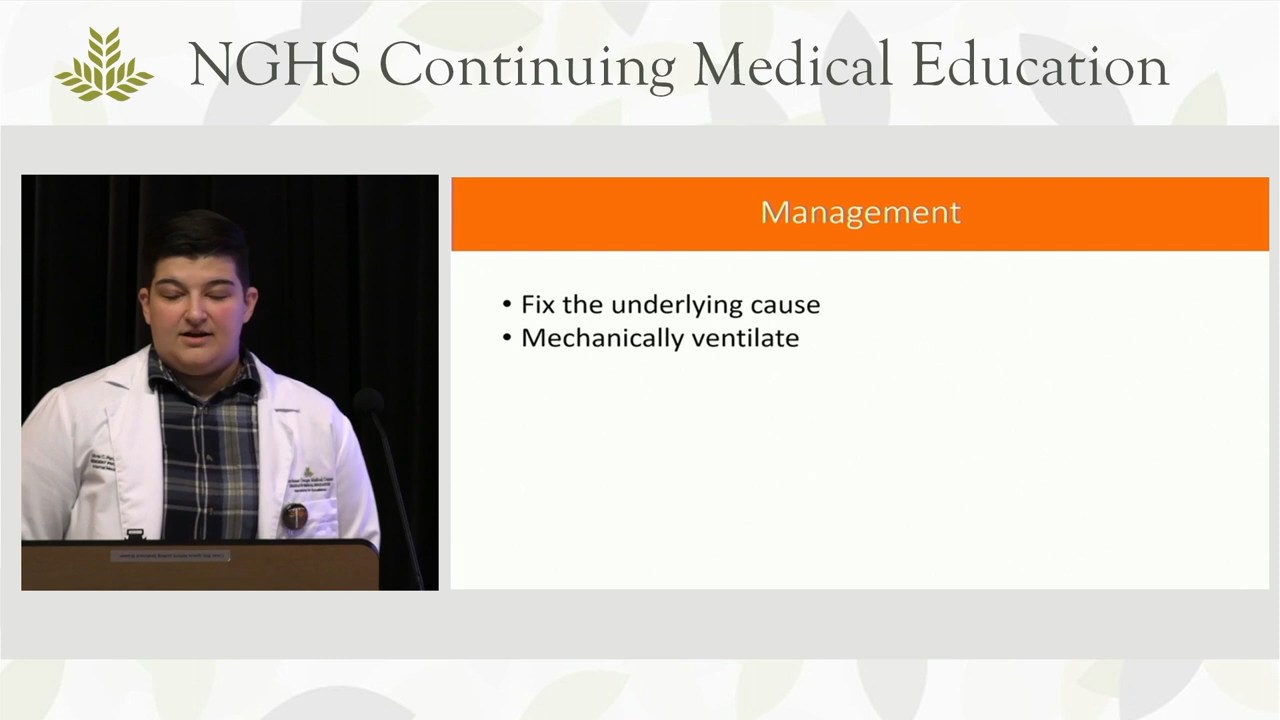 NGHS Continuing Medical Education
Management
• Fix the underlying cause
• Mechanically ventilate